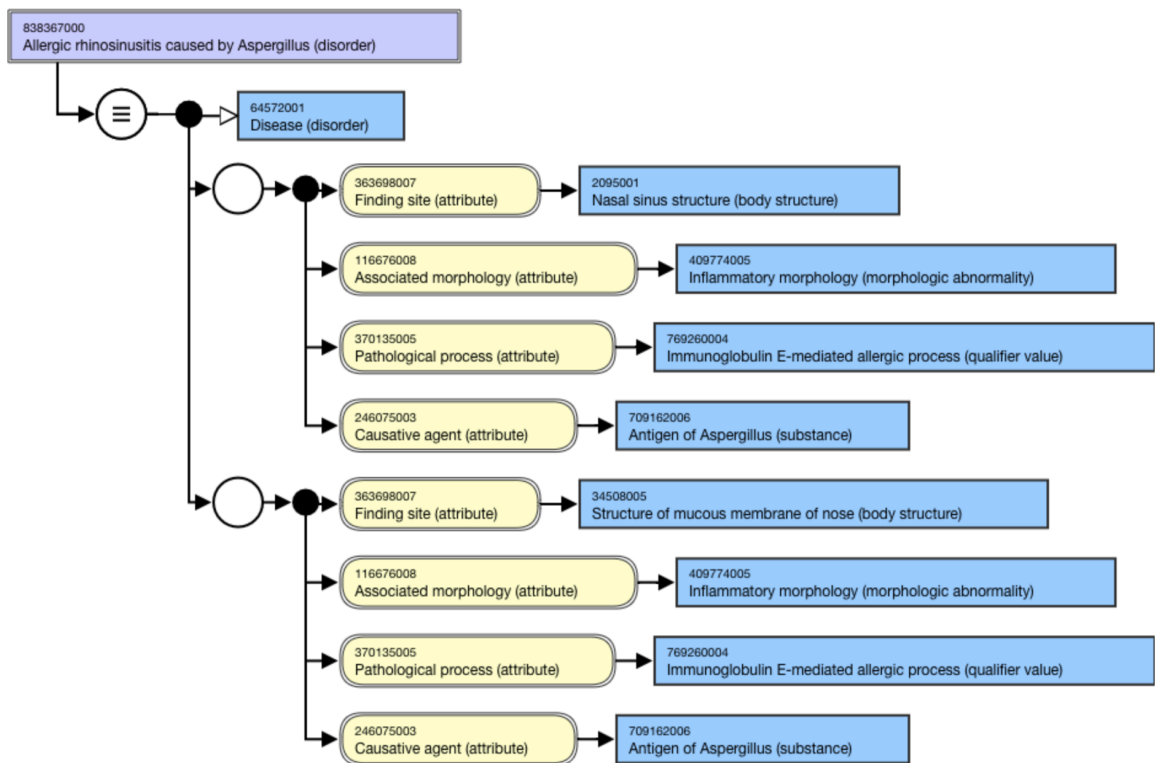 838367000
Allergic rhinosinusitis caused by Aspergillus (disorder)
64572001
Disease (disorder)
363698007
Finding site (attribute)
2095001
Nasal sinus structure (body structure)
116676008
Associated morphology (attribute)
409774005
Inflammatory morphology (morphologic abnormality)
370135005
Pathological process (attribute)
769260004
Immunoglobulin E-mediated allergic process (qualifier value)
246075003
Causative agent (attribute)
709162006
Antigen of Aspergillus (substance)
363698007
Finding site (attribute)
34508005
Structure of mucous membrane of nose (body structure)
116676008
Associated morphology (attribute)
409774005
Inflammatory morphology (morphologic abnormality)
370135005
Pathological process (attribute)
769260004
Immunoglobulin E-mediated allergic process (qualifier value)
246075003
Causative agent (attribute)
709162006
Antigen of Aspergillus (substance)